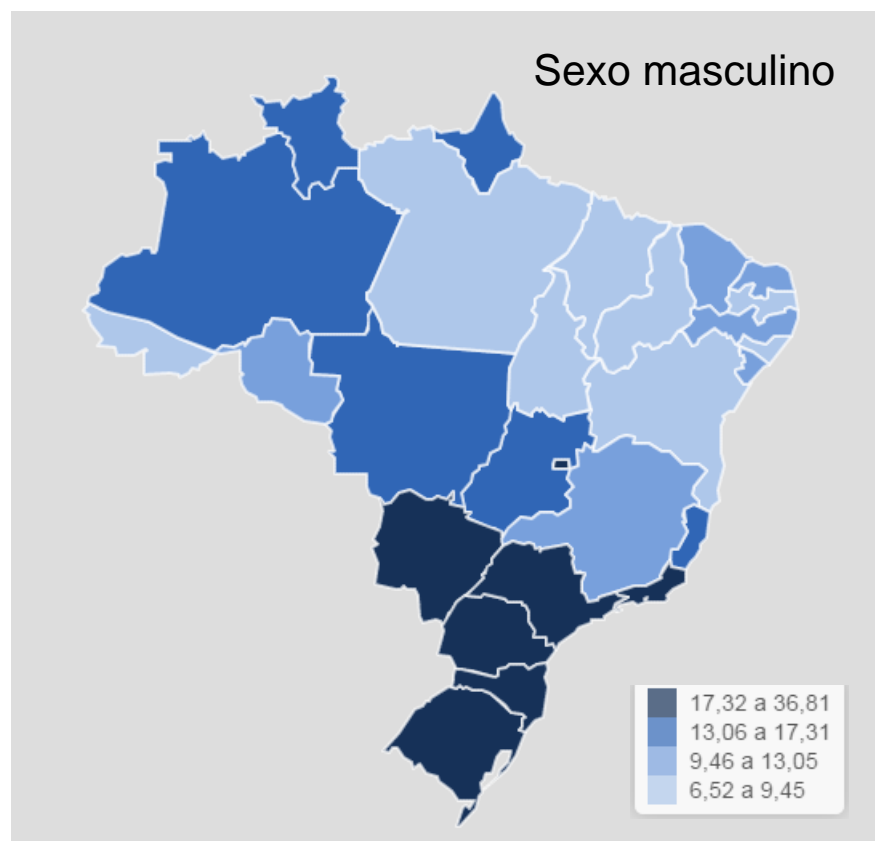 Sexo masculino
17,32 a 36,81
13,06 a 17,31
9,46 a 13,05
6,52 a 9,45